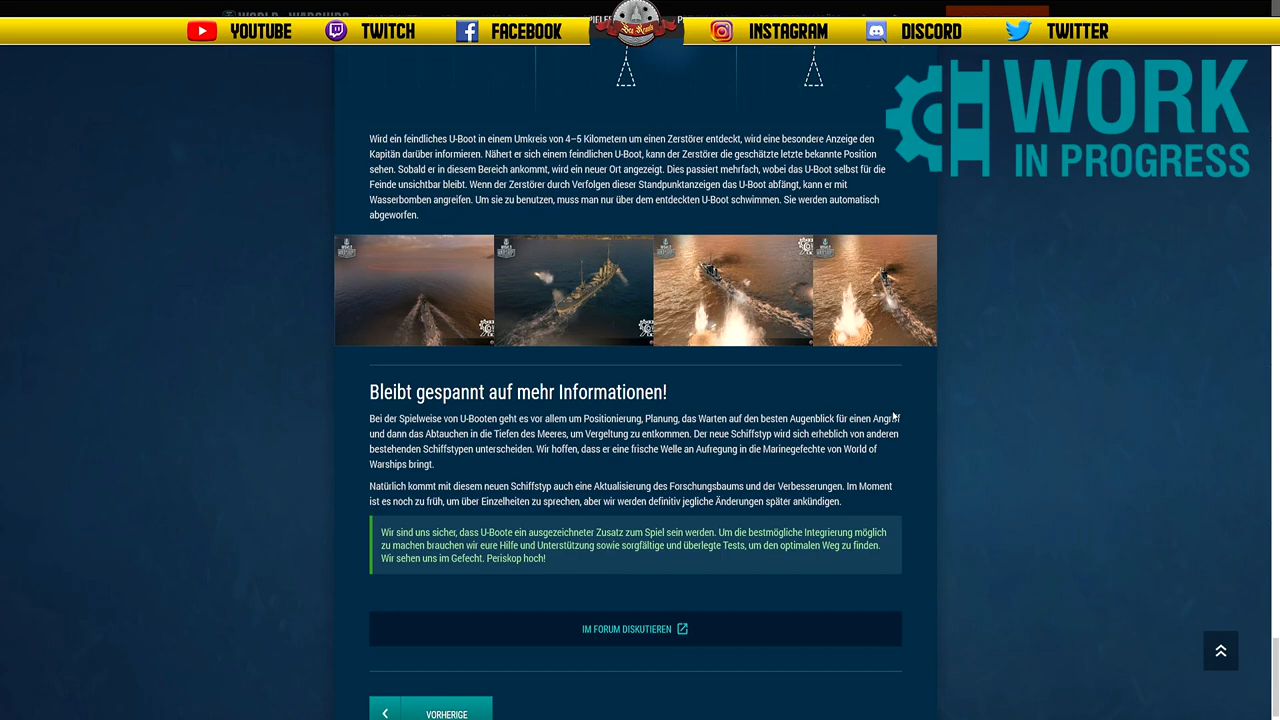 YOUTUBE TWITCH FACEBOOK INSTAGRAM DISCORD TWITTER
WORK
IN PROGRESS
Wird ein feindliches U-Boot in einem Umkreis von 4–5 Kilometern um einen Zerstörer entdeckt, wird eine besondere Anzeige den
Kapitän darüber informieren. Nähert er sich einem feindlichen U-Boot, kann der Zerstörer die geschätzte letzte bekannte Position
sehen. Sobald er in diesem Bereich ankommt, wird ein neuer Ort angezeigt. Dies passiert mehrfach, wobei das U-Boot selbst für die
Feinde unsichtbar bleibt. Wenn der Zerstörer durch Verfolgen dieser Standpunktanzeigen das U-Boot abfängt, kann er mit
Wasserbomben angreifen. Um sie zu benutzen, muss man nur über dem entdeckten U-Boot schwimmen. Sie werden automatisch
abgeworfen.
Bleibt gespannt auf mehr Informationen!
Bei der Spielweise von U-Booten geht es vor allem um Positionierung, Planung, das Warten auf den besten Augenblick für einen Angriff
und dann das Abtauchen in die Tiefen des Meeres, um Vergeltung zu entkommen. Der neue Schiffstyp wird sich erheblich von anderen
bestehenden Schiffstypen unterscheiden. Wir hoffen, dass er eine frische Welle an Aufregung in die Marinegefechte von World of
Warships bringt.
Natürlich kommt mit diesem neuen Schiffstyp auch eine Aktualisierung des Forschungsbaums und der Verbesserungen. Im Moment
ist es noch zu früh, um über Einzelheiten zu sprechen, aber wir werden definitiv jegliche Änderungen später ankündigen.
Wir sind uns sicher, dass U-Boote ein ausgezeichneter Zusatz zum Spiel sein werden. Um die bestmögliche Integrierung möglich
zu machen brauchen wir eure Hilfe und Unterstützung sowie sorgfältige und überlegte Tests, um den optimalen Weg zu finden.
Wir sehen uns im Gefecht. Periskop hoch!
IM FORUM DISKUTIEREN
VORHERIGE